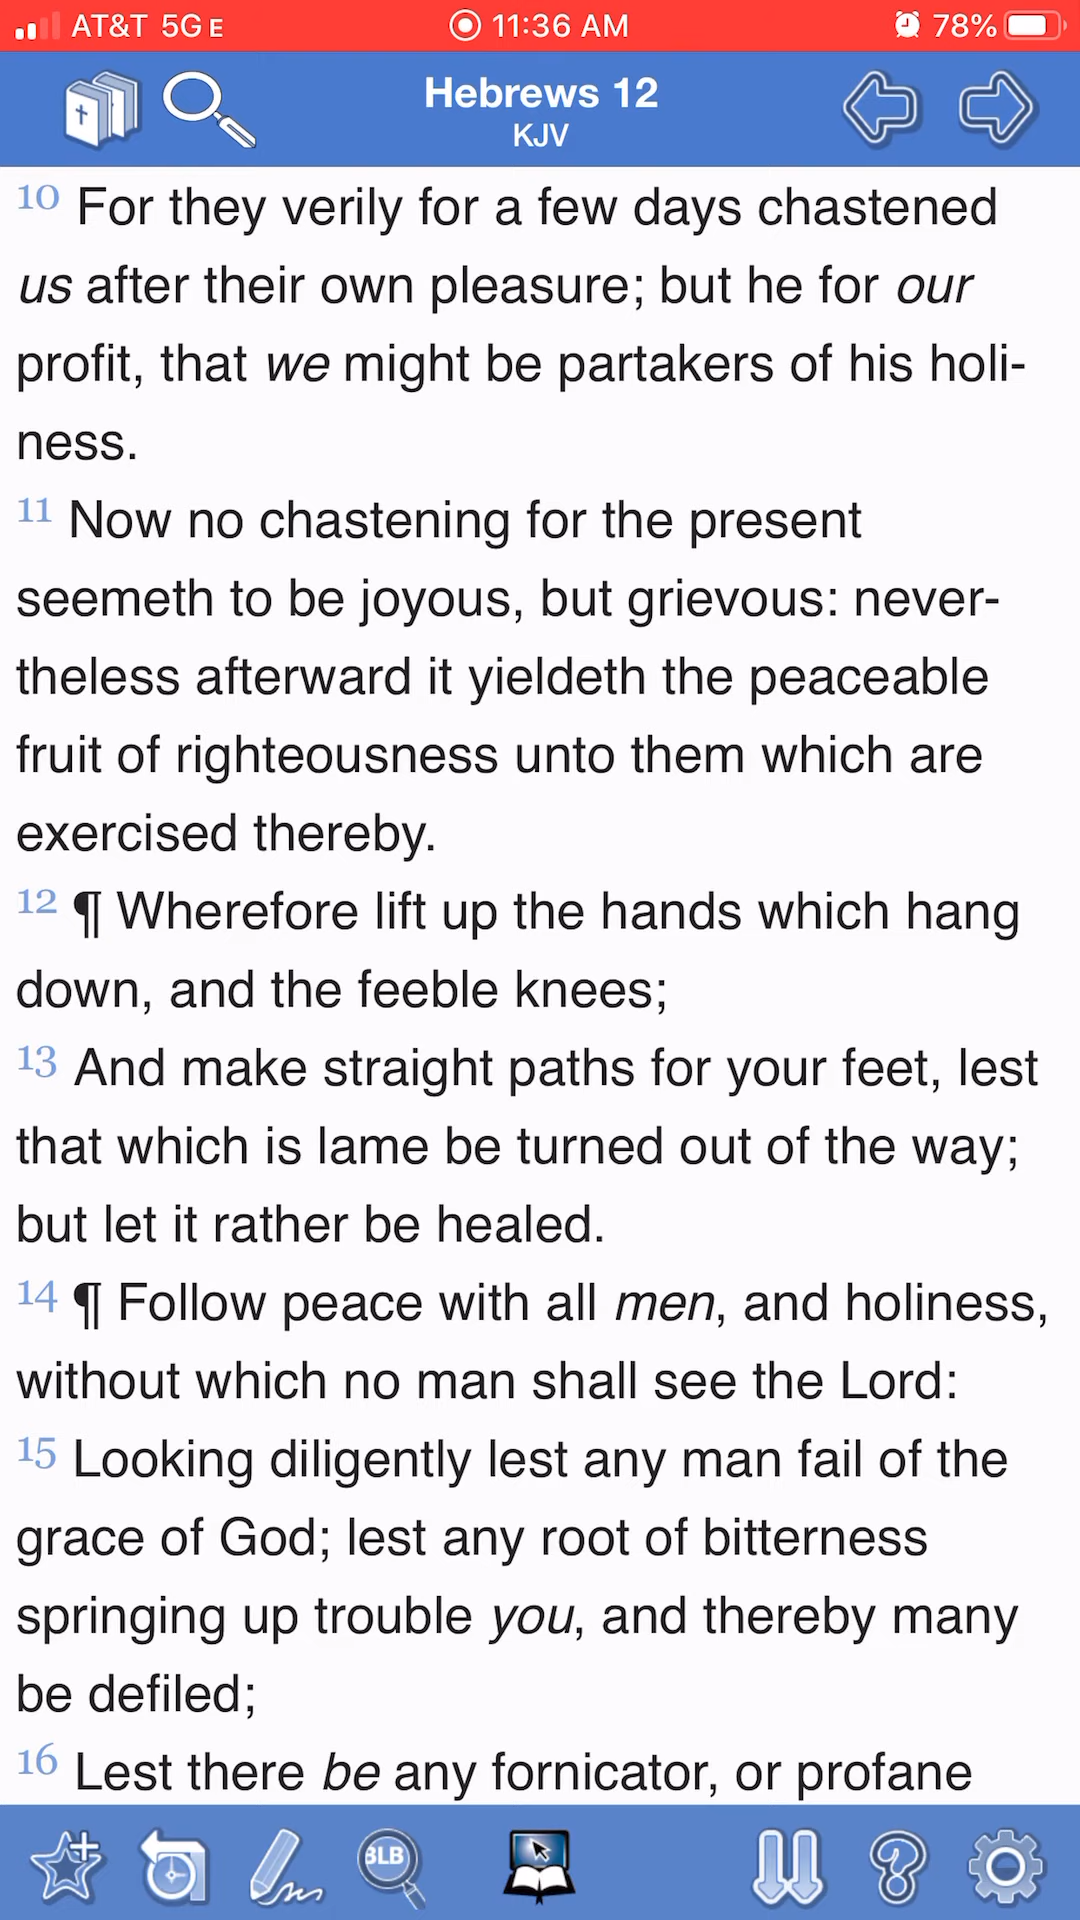 AT&T 5GE 11:36 AM 78%
Hebrews 12
KJV
10 For they verily for a few days chastened
us after their own pleasure; but he for our
profit, that we might be partakers of his holi-
ness.
11 Now no chastening for the present
seemeth to be joyous, but grievous: never-
theless afterward it yieldeth the peaceable
fruit of righteousness unto them which are
exercised thereby.
12 ¶ Wherefore lift up the hands which hang
down, and the feeble knees;
13 And make straight paths for your feet, lest
that which is lame be turned out of the way;
but let it rather be healed.
14 ¶ Follow peace with all men, and holiness,
without which no man shall see the Lord:
15 Looking diligently lest any man fail of the
grace of God; lest any root of bitterness
springing up trouble you, and thereby many
be defiled;
16 Lest there be any fornicator, or profane
BLB